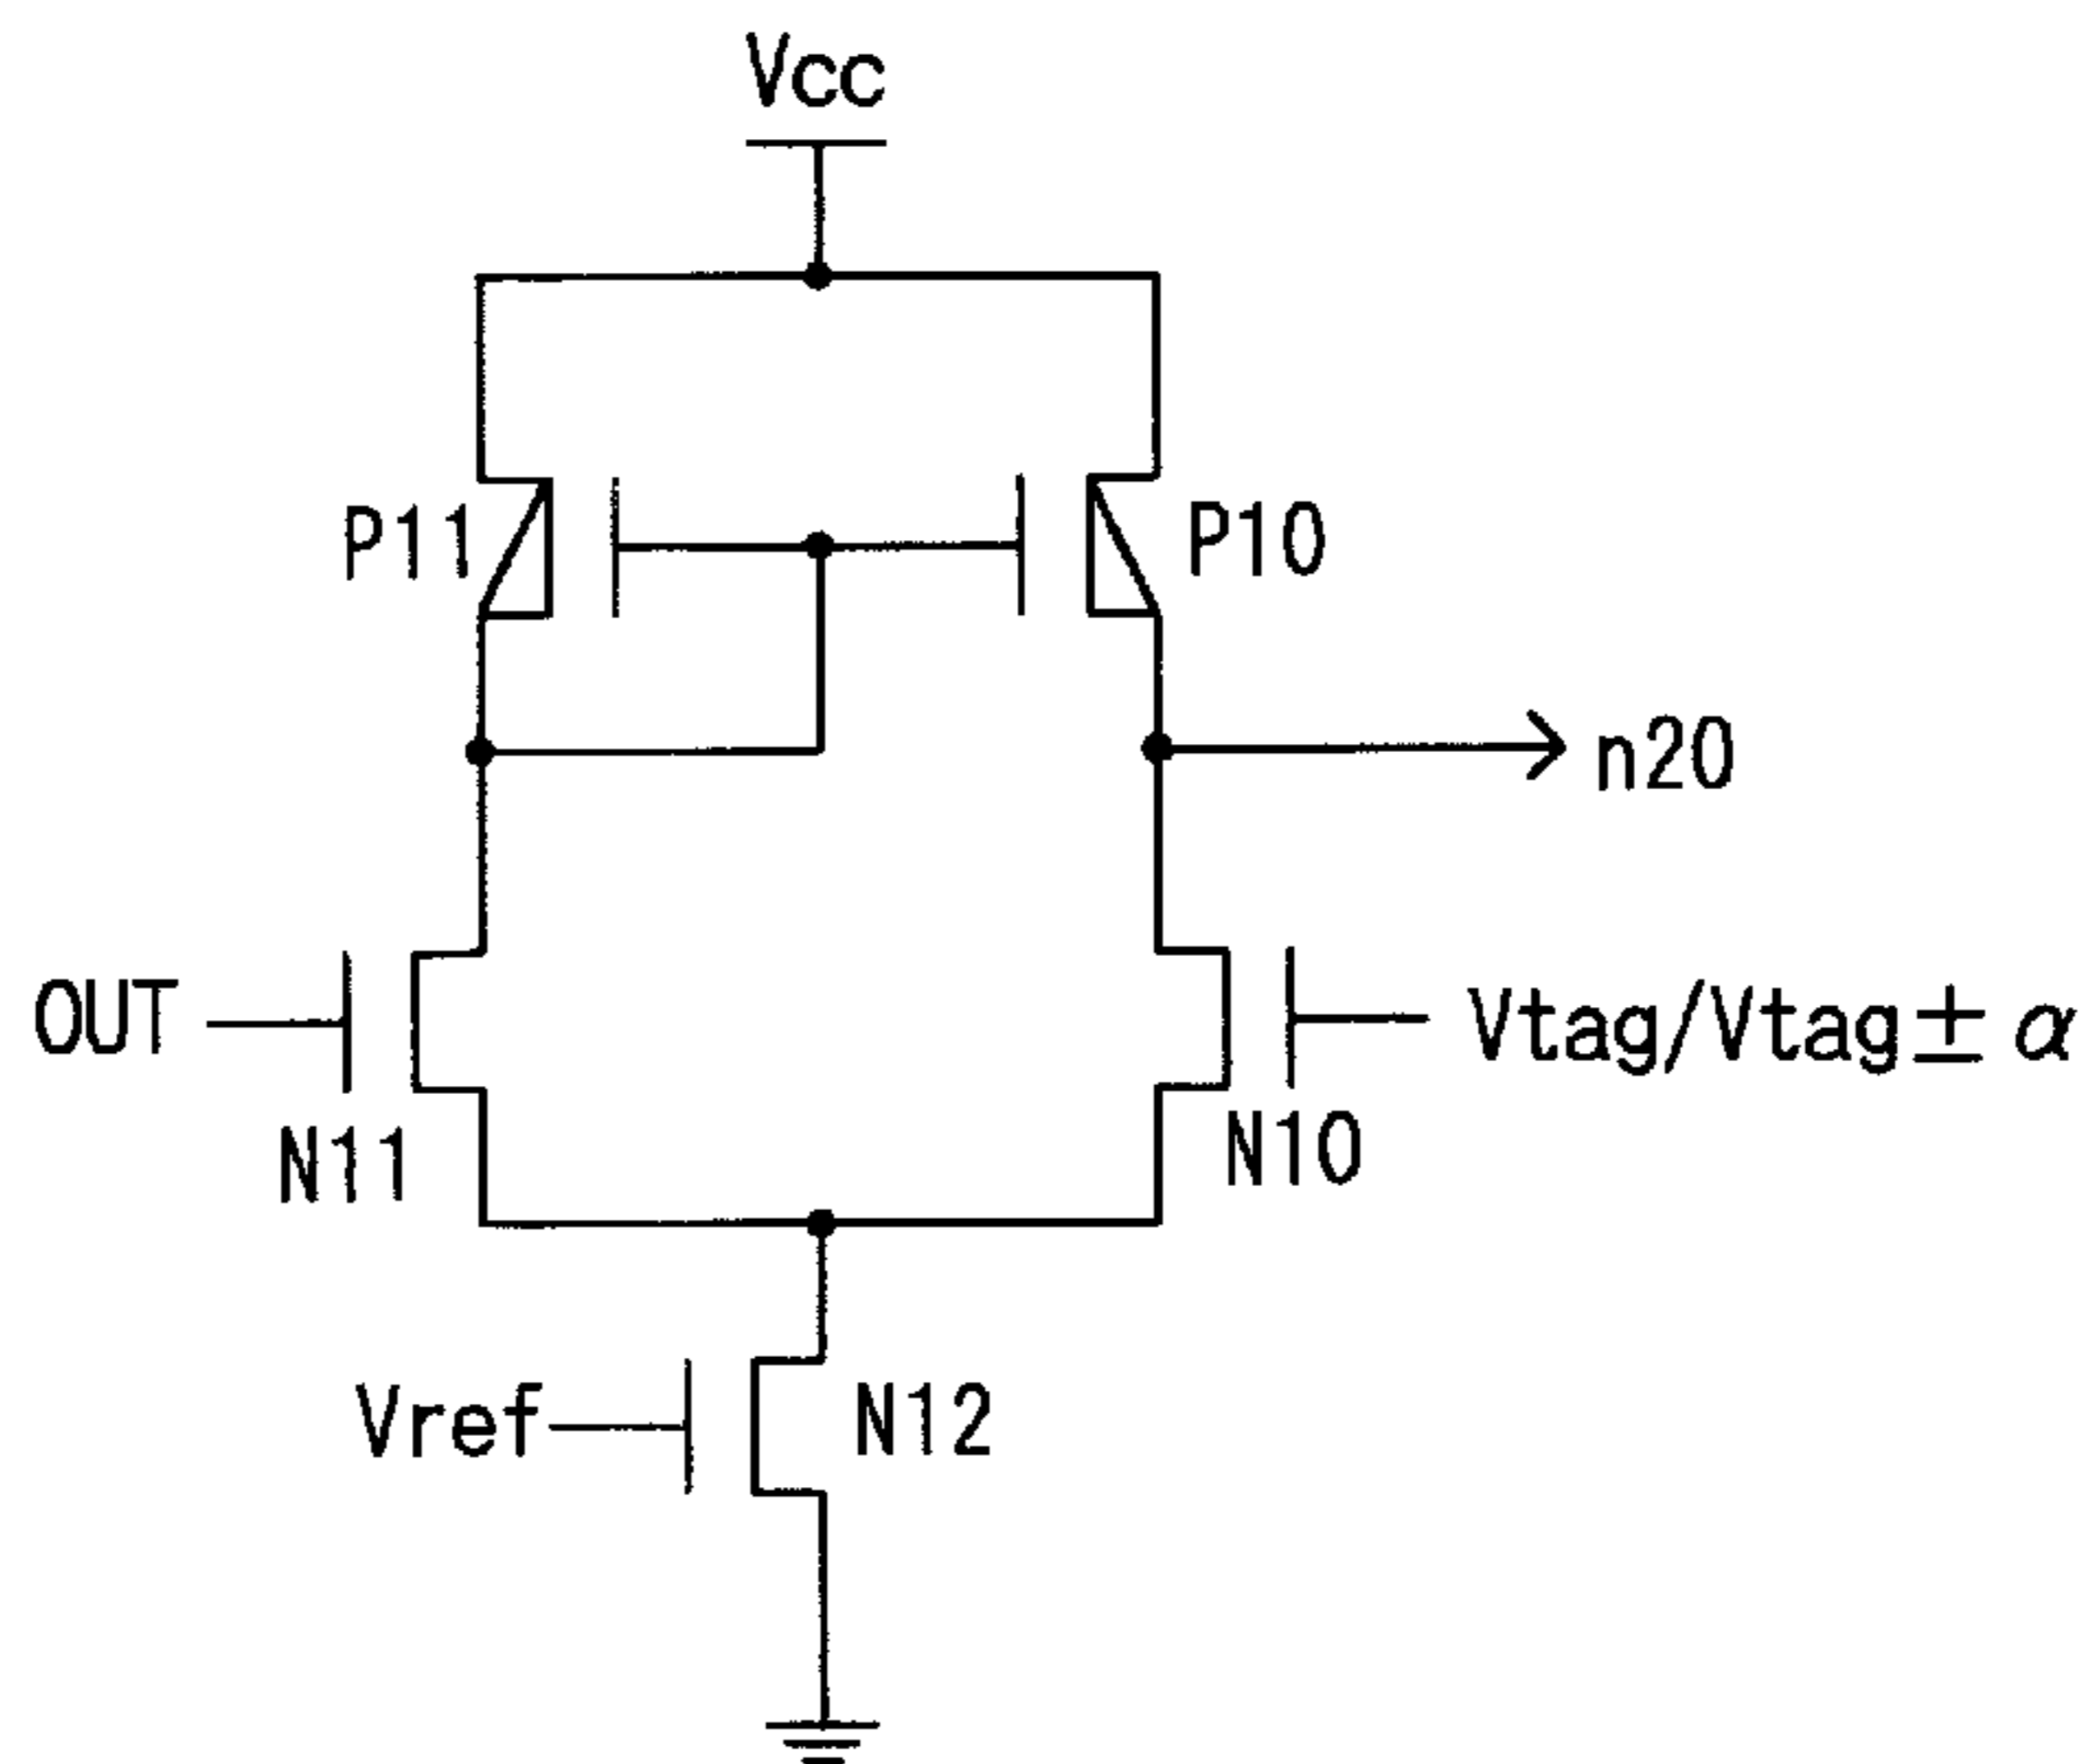 Vcc
P11
P10
n20
OUT
Vtag/Vtag±α
N11
N10
Vref
N12